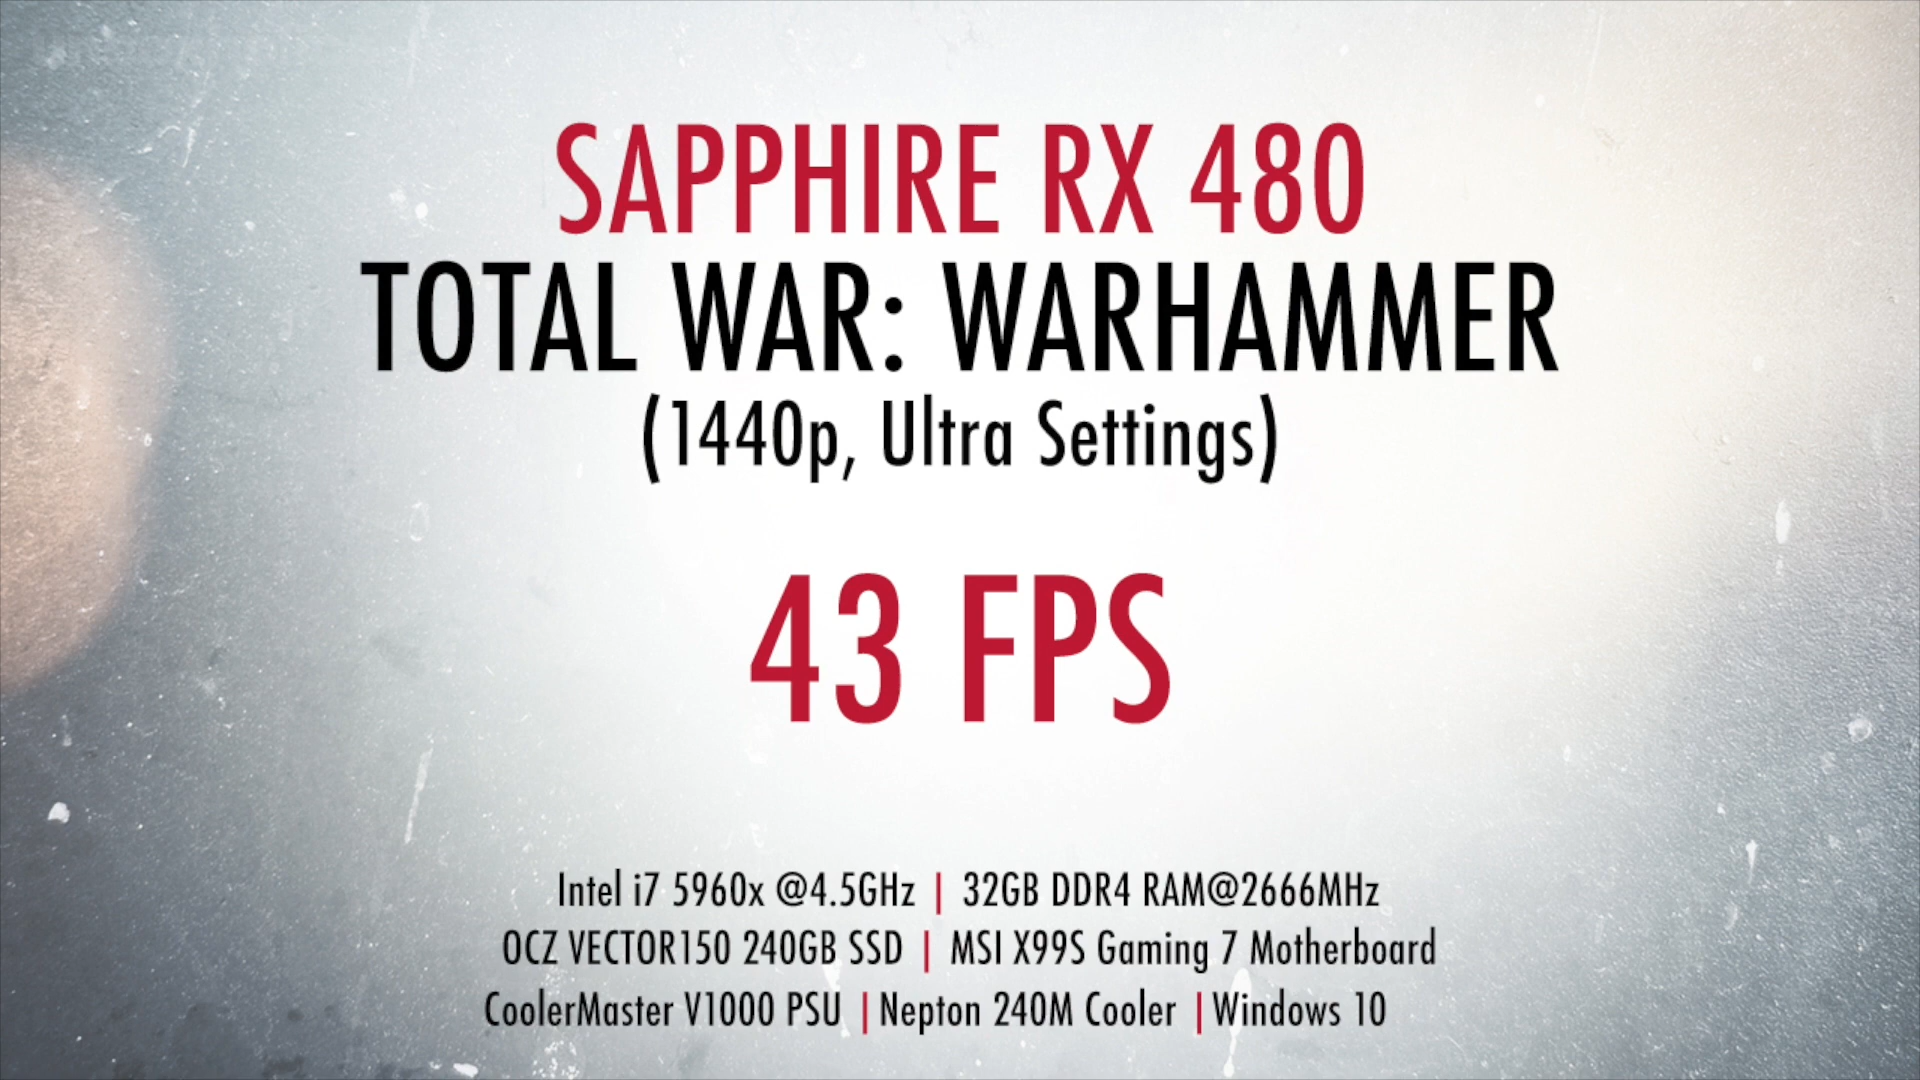 SAPPHIRE RX 480
TOTAL WAR: WARHAMMER
(1440p, Ultra Settings)
43 FPS
Intel i7 5960x @4.5GHz | 32GB DDR4 RAM@2666MHz
OCZ VECTOR150 240GB SSD | MSI X99S Gaming 7 Motherboard
CoolerMaster V1000 PSU | Nepton 240M Cooler | Windows 10